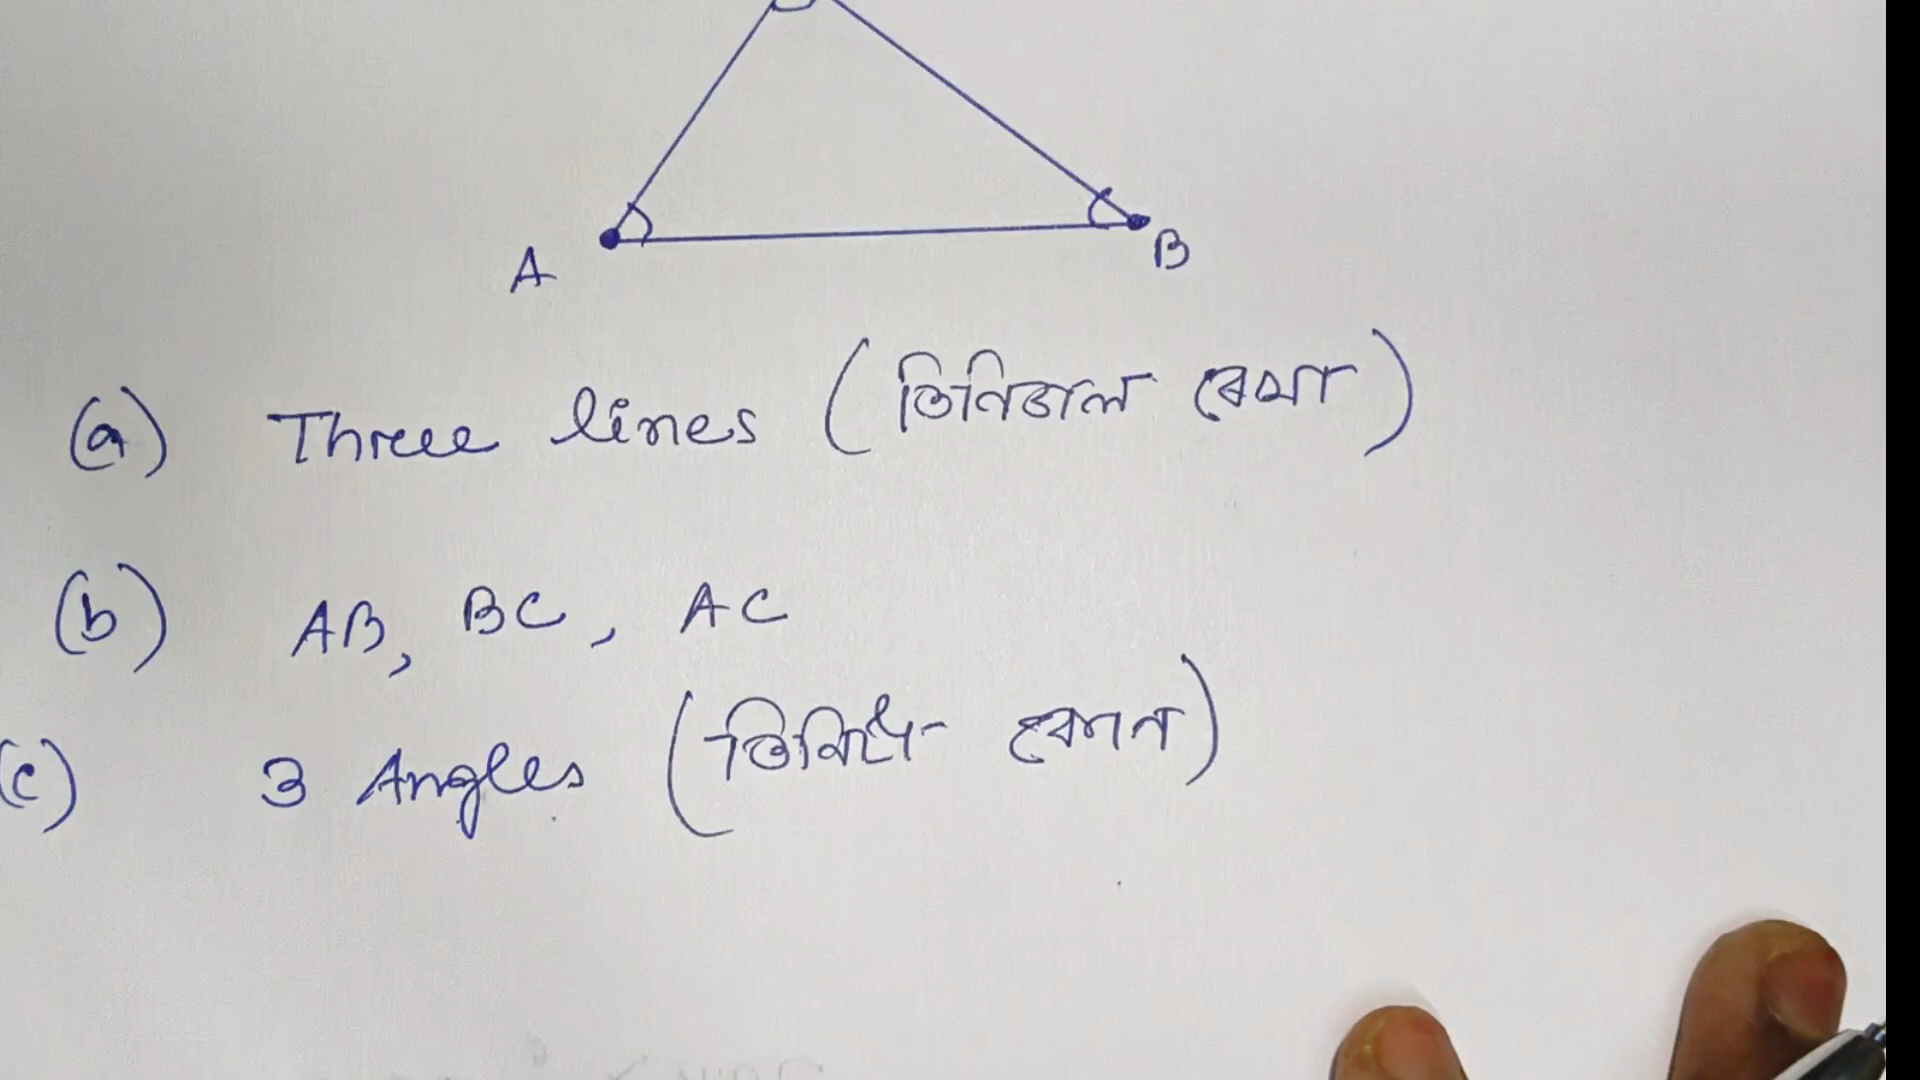 A
B
(a) Three lines (তিনিডাল ৰেখা)
(b) AB, BC, AC
(c) 3 Angles (তিনিটা কোন)